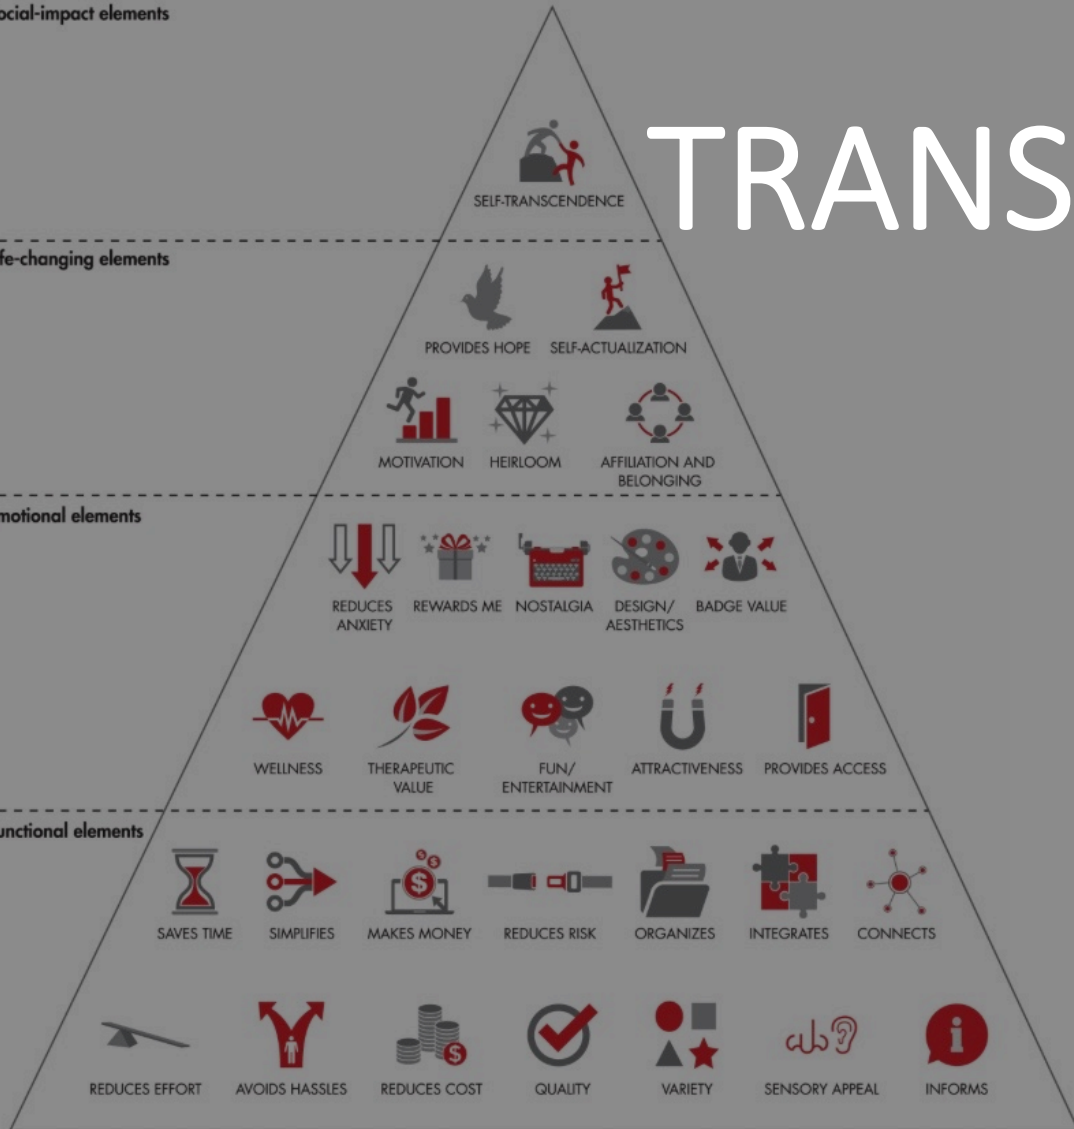 ocial-impact elements
TRANS
SELF-TRANSCENDENCE
fe-changing elements
PROVIDES HOPE
SELF-ACTUALIZATION
MOTIVATION
HEIRLOOM
AFFILIATION AND
BELONGING
motional elements
REDUCES
ANXIETY
REWARDS ME
NOSTALGIA
DESIGN/
AESTHETICS
BADGE VALUE
WELLNESS
THERAPEUTIC
VALUE
FUN/
ENTERTAINMENT
ATTRACTIVENESS
PROVIDES ACCESS
unctional elements
SAVES TIME
SIMPLIFIES
MAKES MONEY
REDUCES RISK
ORGANIZES
INTEGRATES
CONNECTS
REDUCES EFFORT
AVOIDS HASSLES
REDUCES COST
QUALITY
VARIETY
SENSORY APPEAL
INFORMS